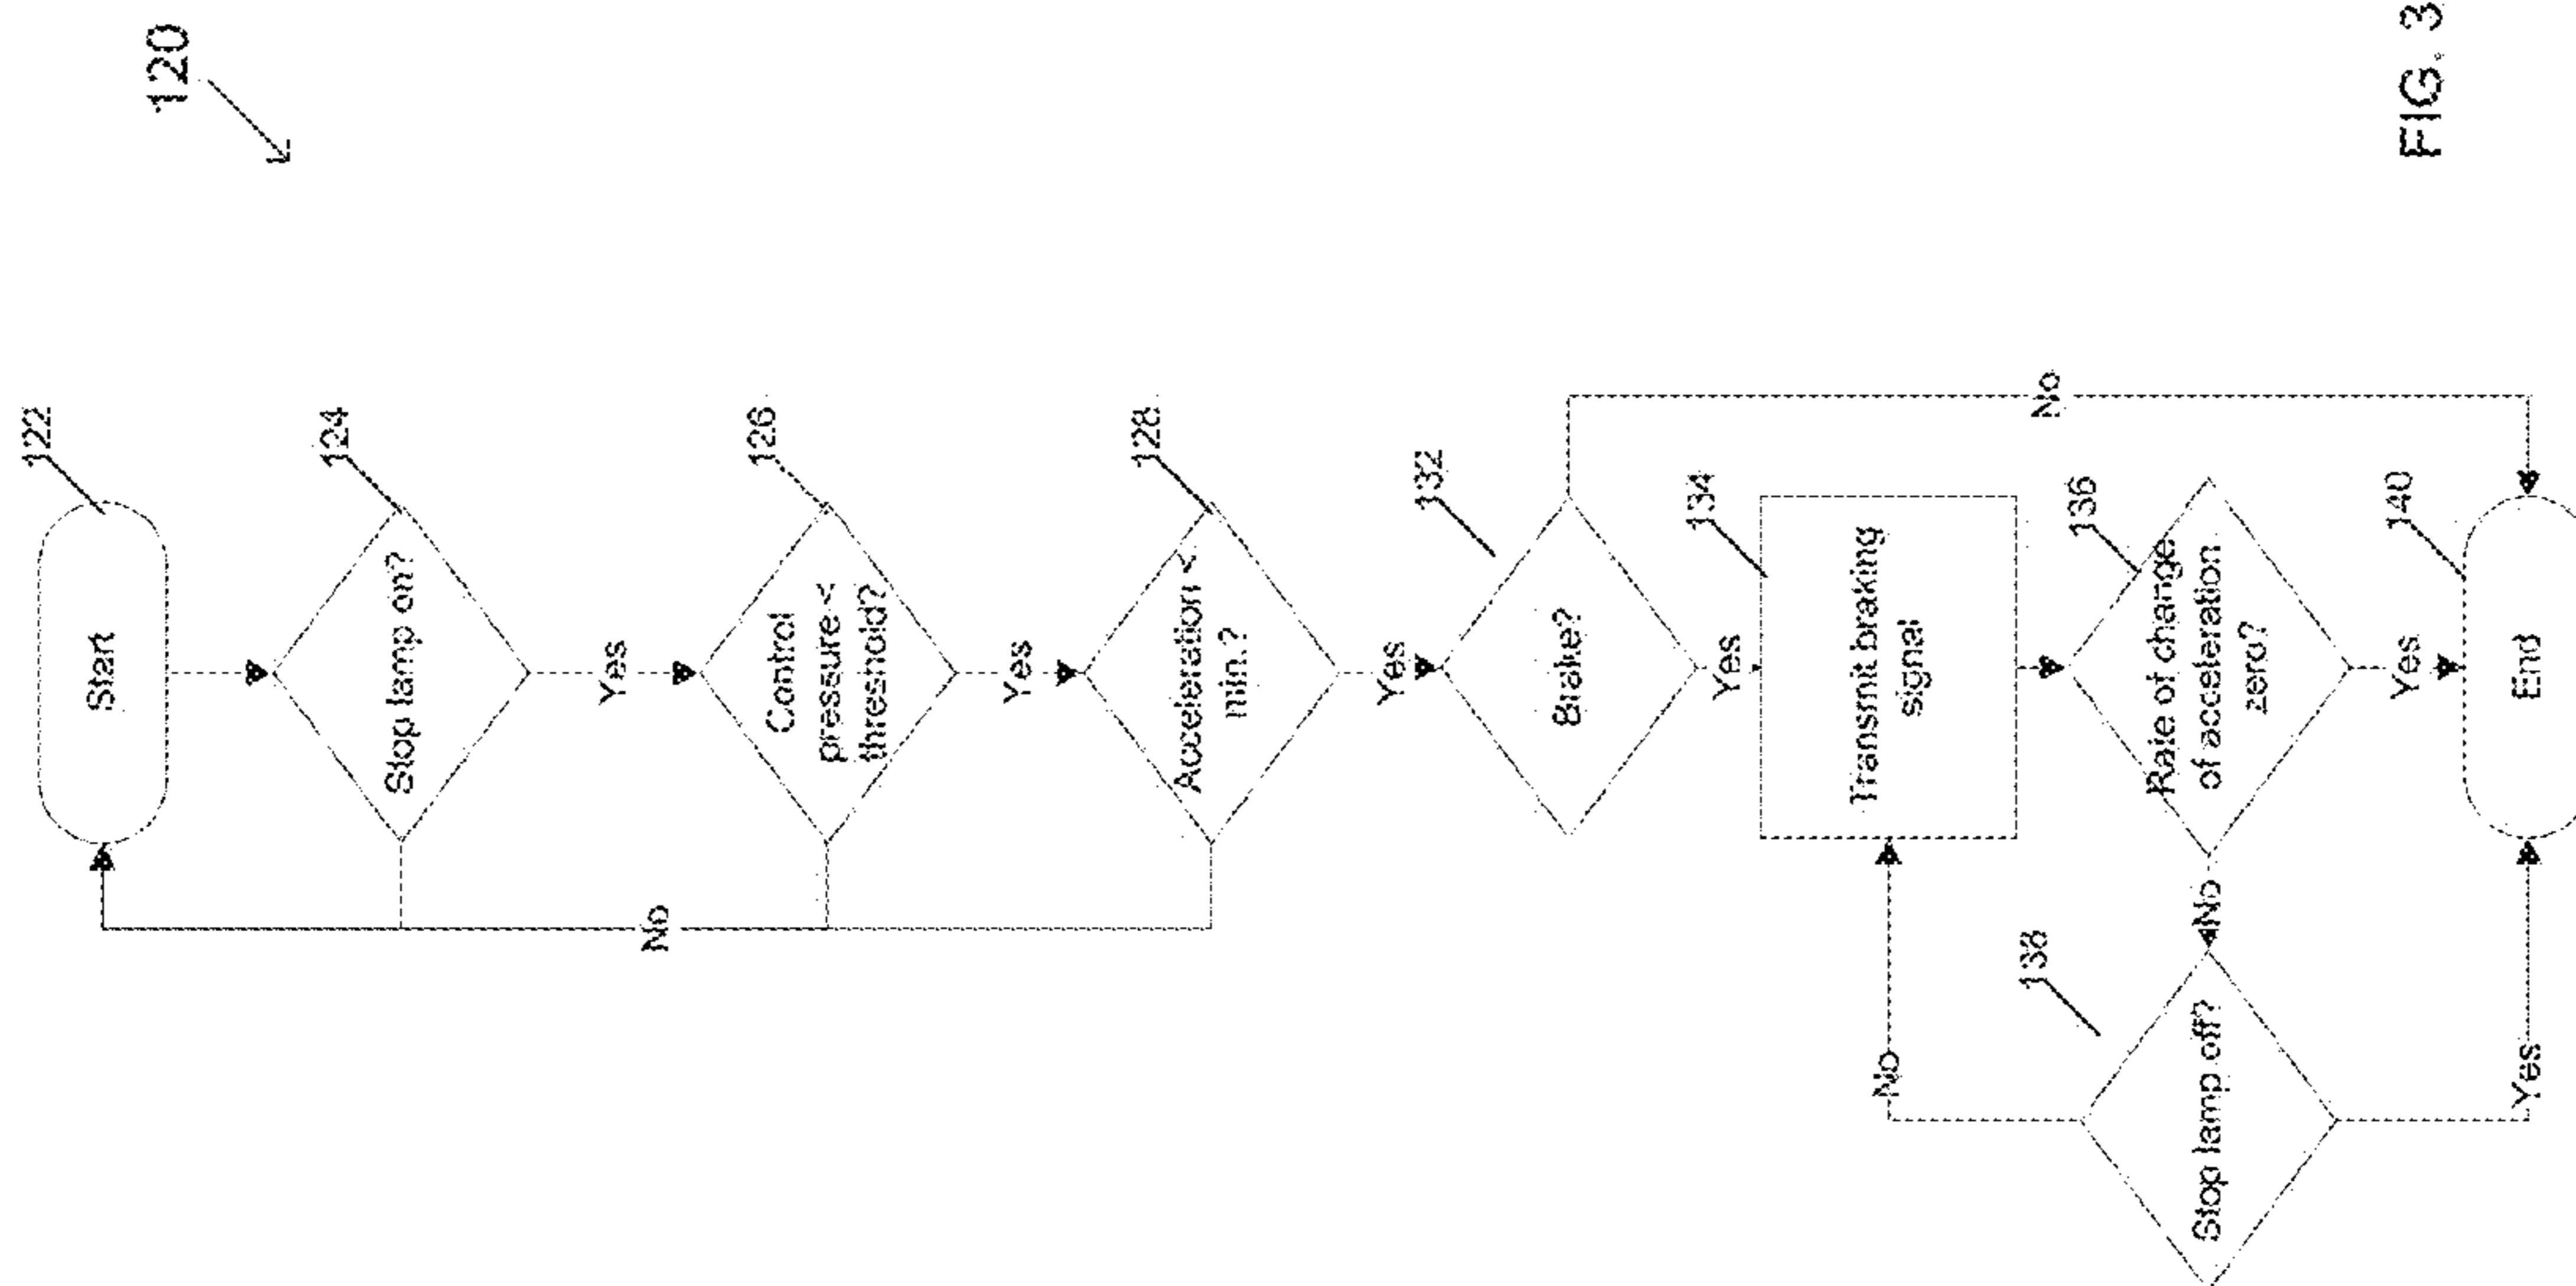 120
122
Start
124
Stop lamp on?
Yes
126
Control
pressure <
threshold?
No
Yes
128
Acceleration <
min.?
Yes
132
Brake?
No
Yes
134
Transmit braking
signal
136
Rate of change
of acceleration
zero?
No
138
Stop lamp off?
No
Yes
Yes
140
End
FIG. 3